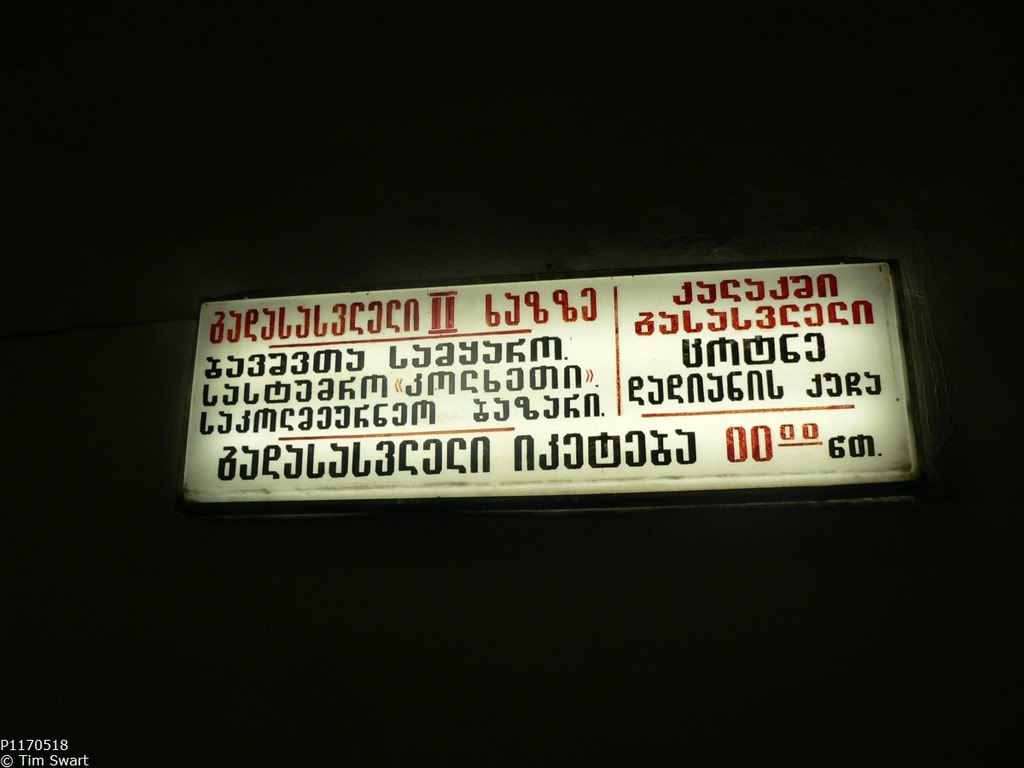 გადასასვლელი II ხაზზე
ბავშვთა სამყარო.
სასტუმრო «კოლხეთი».
საკოლმეურნეო ბაზარი.
ქალაქში
გასასვლელი
ცოტნე
დადიანის ქუჩა
გადასასვლელი იკეტება 00⁰⁰ წთ.
P1170518
© Tim Swart